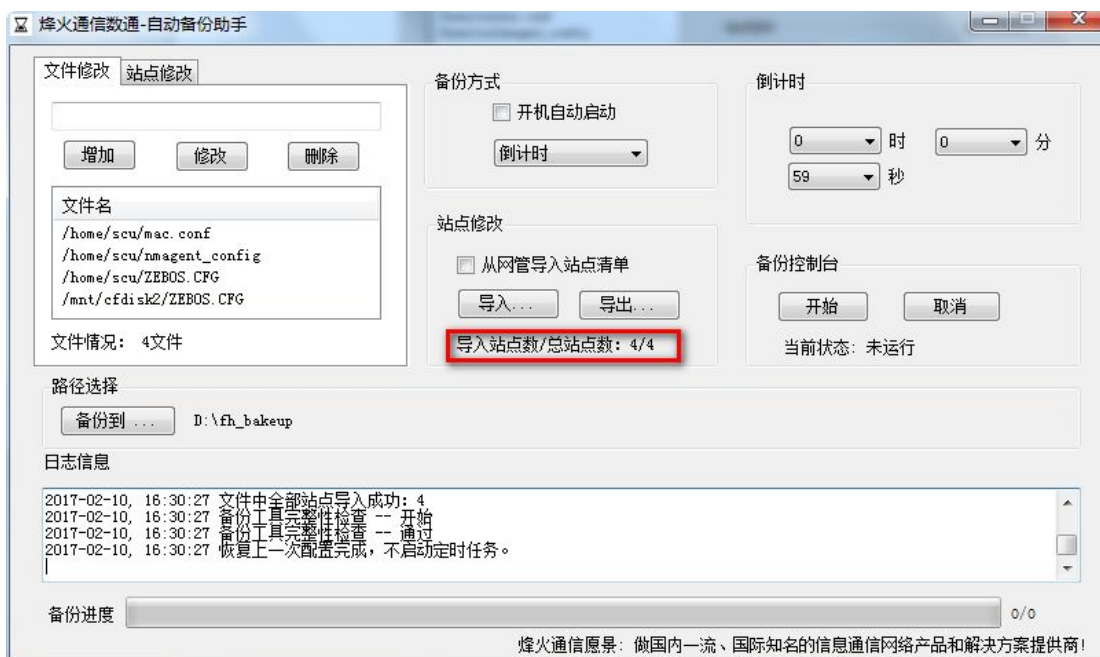 烽火通信数通-自动备份助手
文件修改 站点修改
增加 修改 删除
文件名
/home/scu/mac.conf
/home/scu/nmagent_config
/home/scu/ZEBOS.CFG
/mnt/cfdisk2/ZEBOS.CFG
文件情况: 4文件
备份方式
开机自动启动
倒计时
站点修改
从网管导入站点清单
导入... 导出...
导入站点数/总站点数: 4/4
倒计时
0 时 0 分
59 秒
备份控制台
开始 取消
当前状态: 未运行
路径选择
备份到 ... D:\fh_bakeup
日志信息
2017-02-10, 16:30:27 文件中全部站点导入成功: 4
2017-02-10, 16:30:27 备份工具完整性检查 -- 开始
2017-02-10, 16:30:27 备份工具完整性检查 -- 通过
2017-02-10, 16:30:27 恢复上一次配置完成，不启动定时任务。
备份进度 0/0
烽火通信愿景: 做国内一流、国际知名的信息通信网络产品和解决方案提供商!